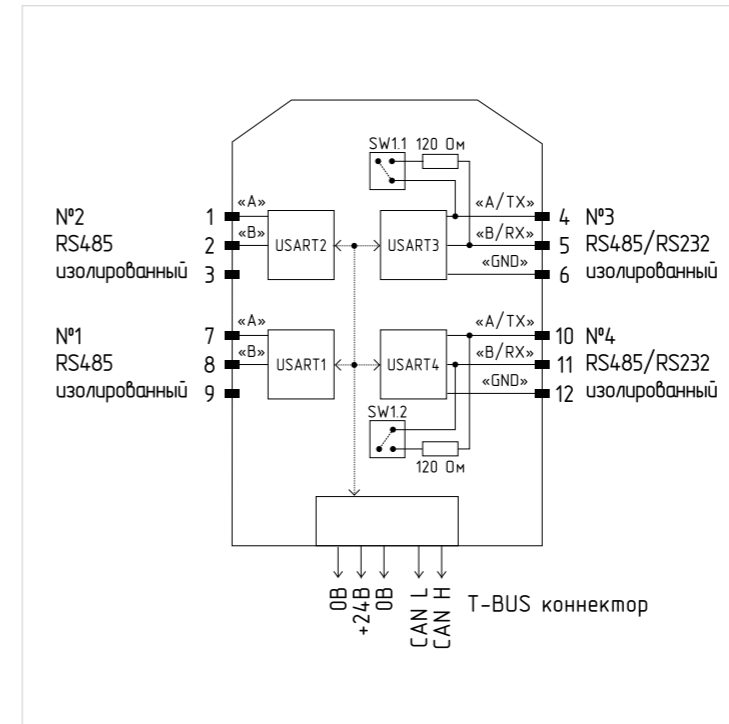 SW1.1 120 Ом
«A»
«A/TX»
№2
1
4 №3
RS485
2
«B»
USART2
USART3
«B/RX»
5 RS485/RS232
изолированный 3
«GND»
6 изолированный
«A»
«A/TX»
№1
7
10 №4
RS485
8
«B»
USART1
USART4
«B/RX»
11 RS485/RS232
изолированный 9
«GND»
12 изолированный
SW1.2
120 Ом
0В
+24В
0В
CAN L
CAN H
T-BUS коннектор